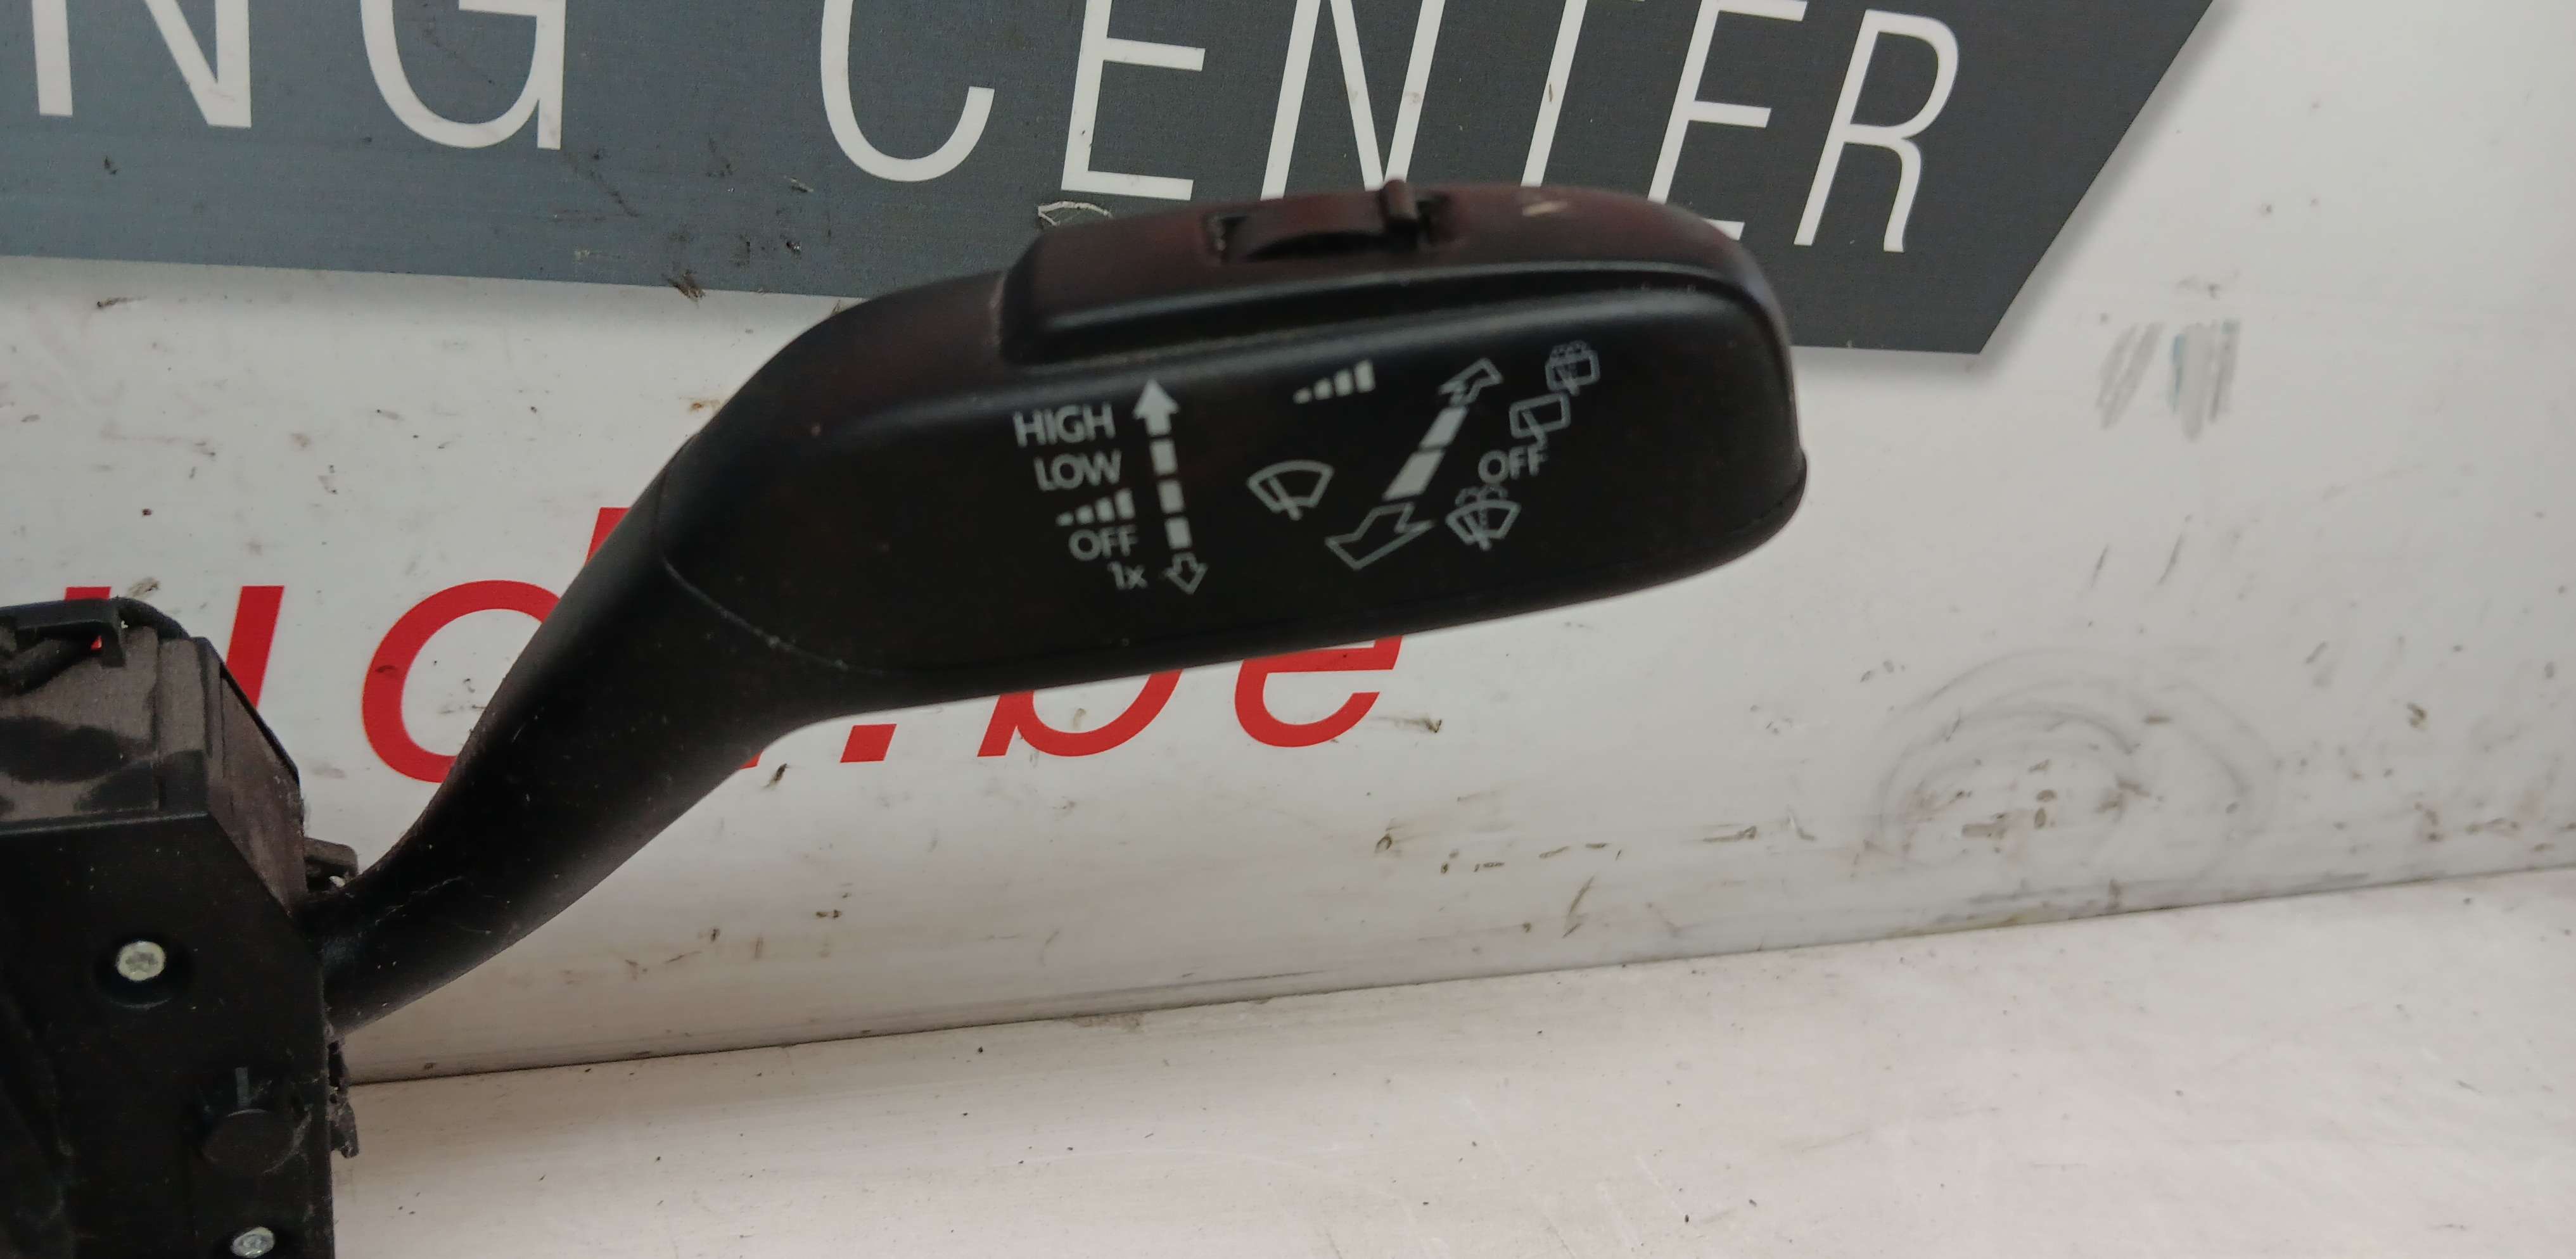 NG CENTER
HIGH
LOW
OFF
1x
OFF
.be